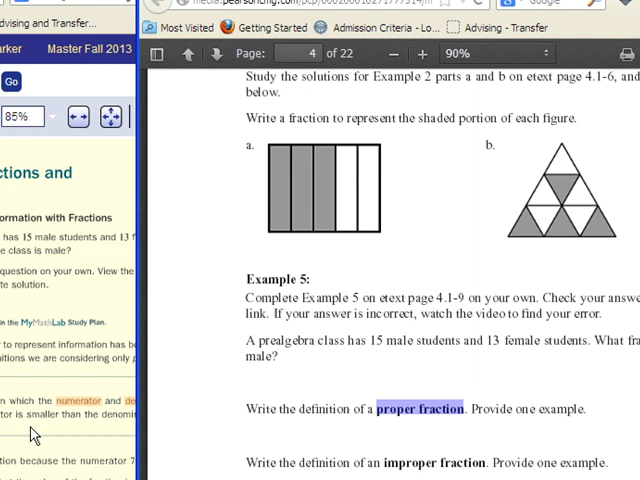 Advising and Transfer
arker Master Fall 2013
Go
85%
ctions and
ormation with Fractions
has 15 male students and 13 f
e class is male?
question on your own. View the
te solution.
in the MyMathLab Study Plan.
r to represent information has be
nitions we are considering only p
n which the numerator and de
tor is smaller than the denomin
tion because the numerator 7
Google
Most Visited Getting Started Admission Criteria - Lo... Advising - Transfer
Page: 4 of 22 90%
Study the solutions for Example 2 parts a and b on etext page 4.1-6, and
below.
Write a fraction to represent the shaded portion of each figure.
a. b.
Example 5:
Complete Example 5 on etext page 4.1-9 on your own. Check your answe
link. If your answer is incorrect, watch the video to find your error.
A prealgebra class has 15 male students and 13 female students. What fra
male?
Write the definition of a proper fraction. Provide one example.
Write the definition of an improper fraction. Provide one example.